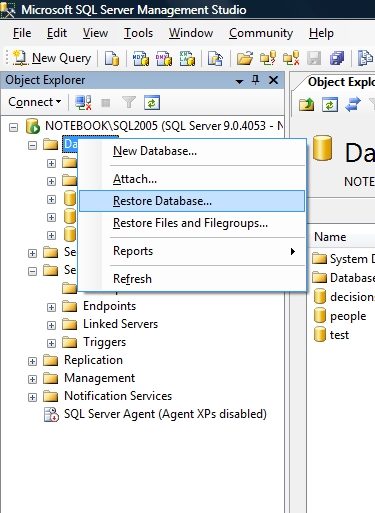 Microsoft SQL Server Management Studio
File Edit View Tools Window Community Help
New Query
Object Explorer
Connect
NOTEBOOK\SQL2005 (SQL Server 9.0.4053 - N
Da
New Database...
Attach...
Restore Database...
Restore Files and Filegroups...
Reports
Refresh
Se
Se
Endpoints
Linked Servers
Triggers
Replication
Management
Notification Services
SQL Server Agent (Agent XPs disabled)
Object Explo
Da
NOTE
Name
System D
Database
decisions
people
test